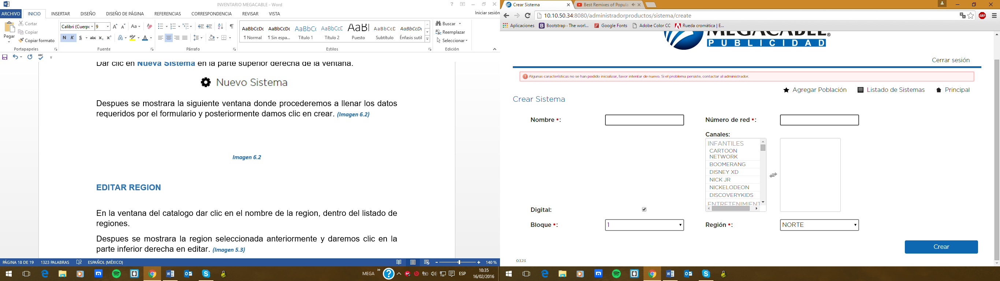 INVENTARIO MEGACABLE - Word
ARCHIVO INICIO INSERTAR DISEÑO DISEÑO DE PÁGINA REFERENCIAS CORRESPONDENCIA REVISAR VISTA
Iniciar sesión
Pegar
Cortar
Copiar
Copiar formato
Portapapeles
Calibri (Cuerpo 9
Fuente
Párrafo
AaBbCcDc AaBbCcDc AaBbCc AaBbCcD AaB AaBbCcD AaBbCcDc
¶ Normal ¶ Sin espa... Título 1 Título 2 Puesto Subtítulo Énfasis sutil
Estilos
Buscar
Reemplazar
Seleccionar
Edición
Dar clic en Nueva Sistema en la parte superior derecha de la ventana.
Nuevo Sistema
Despues se mostrara la siguiente ventana donde procederemos a llenar los datos
requeridos por el formulario y posteriormente damos clic en crear. (Imagen 6.2)
Imagen 6.2
EDITAR REGION
En la ventana del catalogo dar clic en el nombre de la region, dentro del listado de
regiones.
Despues se mostrara la region seleccionada anteriormente y daremos clic en la
parte inferior derecha en editar. (Imagen 5.3)
PÁGINA 18 DE 19 1323 PALABRAS ESPAÑOL (MÉXICO) 140 %
MEGA » ESP 10:35
16/02/2016
Crear Sistema Best Remixes of Popula
10.10.50.34:8080/administradorproductos/sistema/create
ABP
Aplicaciones Bootstrap · The worl... Google Fonts Adobe Color CC Rueda cromática | E...
MEGACABLE®
PUBLICIDAD
Cerrar sesión
Algunas características no se han podido inicializar, favor intentar de nuevo. Si el problema persiste, contactar al administrador.
Agregar Población Listado de Sistemas Principal
Crear Sistema
Nombre *: Número de red *:
Canales:
INFANTILES
CARTOON
NETWORK
BOOMERANG
DISNEY XD
NICK JR
NICKELODEON
DISCOVERYKIDS
ENTRETENIMIENT
Digital:
Bloque *: 1 Región *: NORTE
Crear
0.1.23